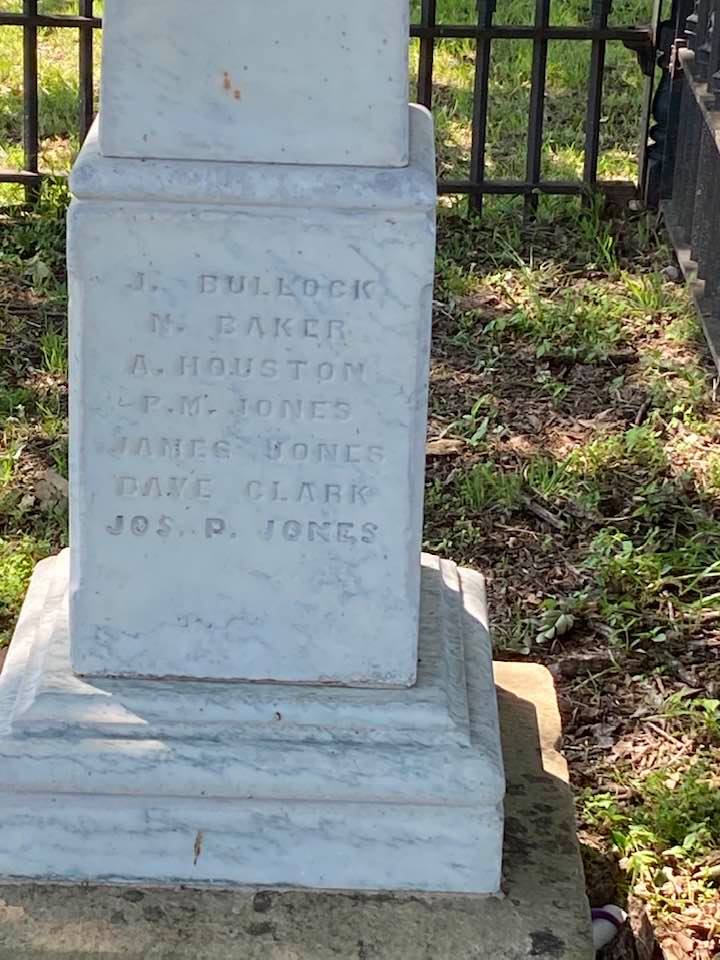 J. BULLOCK
N. BAKER
A. HOUSTON
P. M. JONES
JAMES JONES
DAVE CLARK
JOS. P. JONES